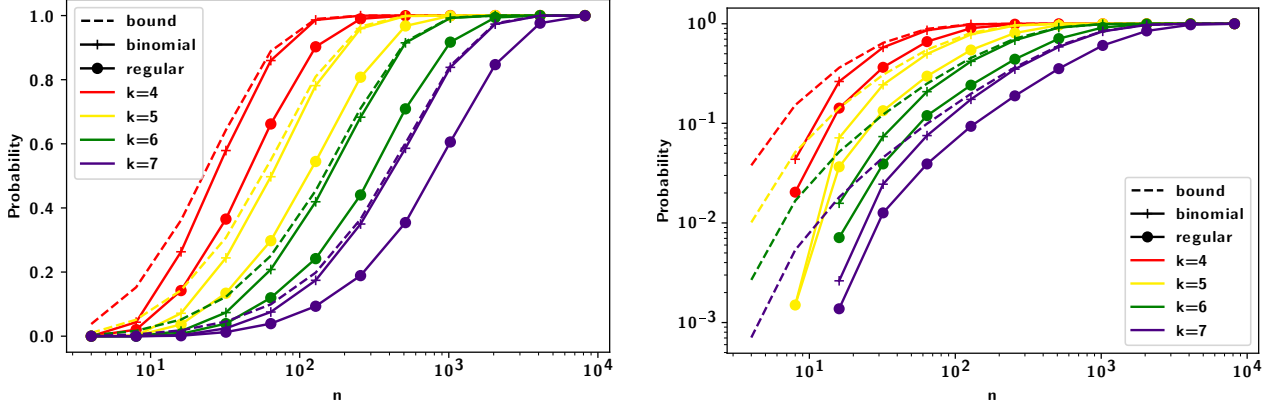 Probability
1.0
0.8
0.6
0.4
0.2
0.0
bound
binomial
regular
k=4
k=5
k=6
k=7
10^1
10^2
10^3
10^4
n
Probability
10^0
10^-1
10^-2
10^-3
bound
binomial
regular
k=4
k=5
k=6
k=7
10^1
10^2
10^3
10^4
n